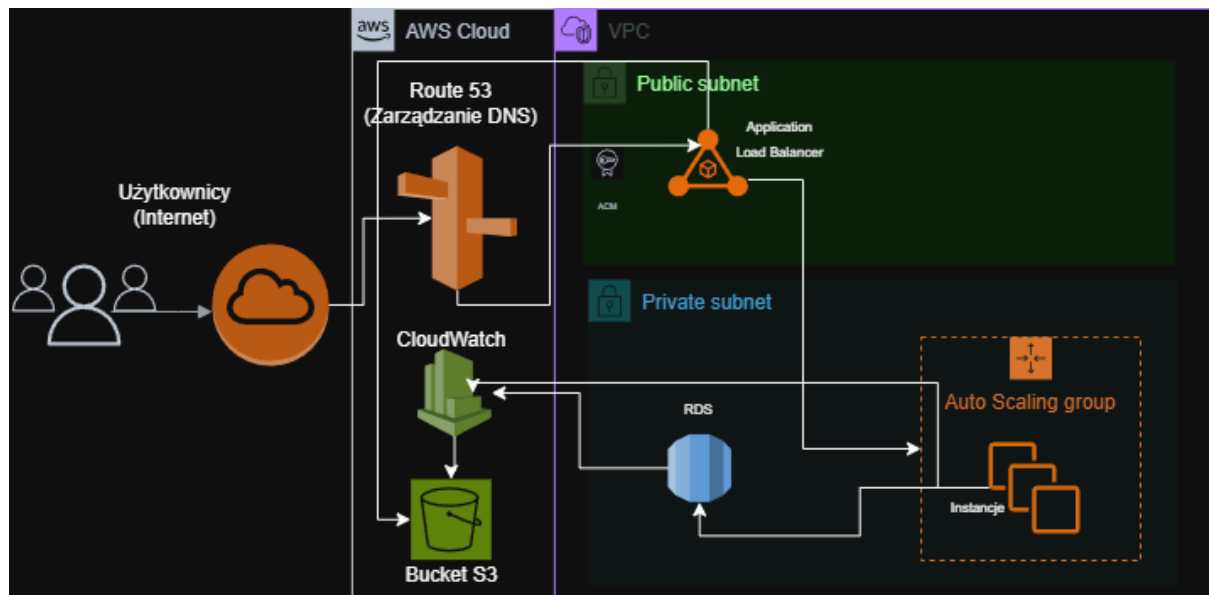 aws
AWS Cloud
VPC
Route 53
(Zarządzanie DNS)
Public subnet
Application
Load Balancer
ACM
Użytkownicy
(Internet)
Private subnet
CloudWatch
RDS
Auto Scaling group
Instancje
Bucket S3